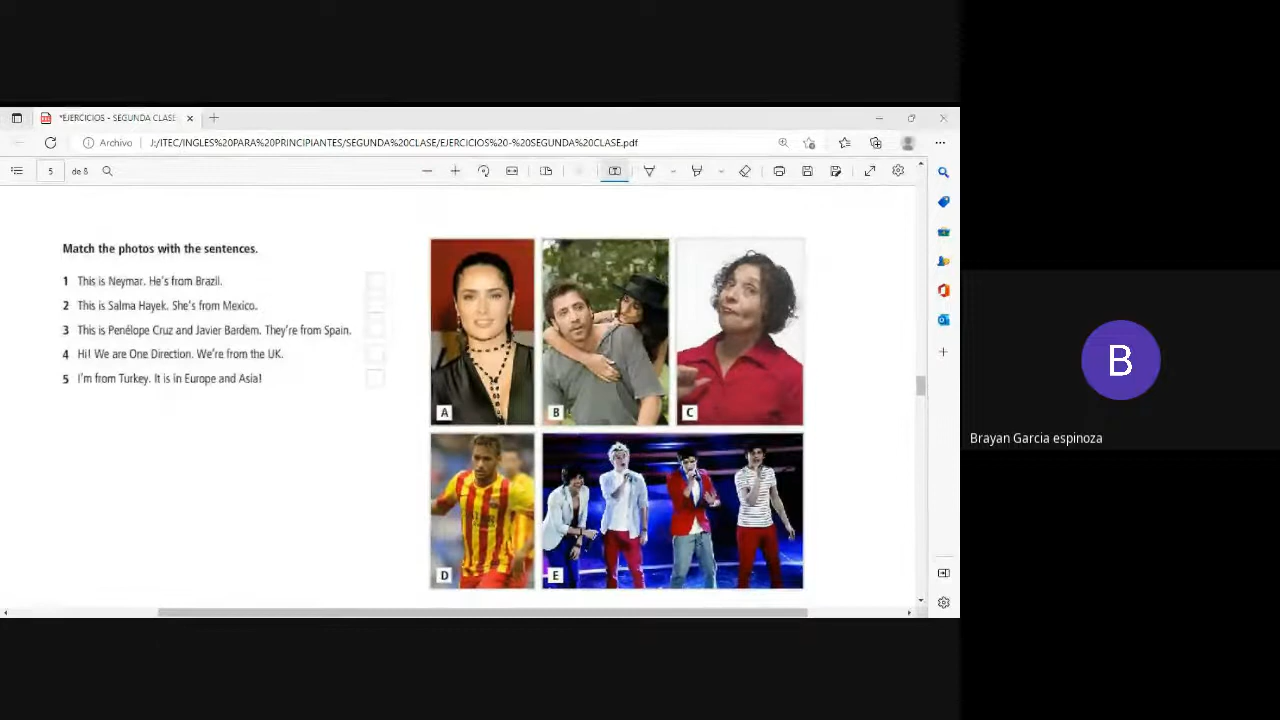 *EJERCICIOS - SEGUNDA CLASE
Archivo
J:/ITEC/INGLES%20PARA%20PRINCIPIANTES/SEGUNDA%20CLASE/EJERCICIOS%20-%20SEGUNDA%20CLASE.pdf
5 de 8
Match the photos with the sentences.
1 This is Neymar. He's from Brazil.
2 This is Salma Hayek. She's from Mexico.
3 This is Penélope Cruz and Javier Bardem. They're from Spain.
4 Hi! We are One Direction. We're from the UK.
5 I'm from Turkey. It is in Europe and Asia!
A
B
C
D
E
B
Brayan Garcia espinoza